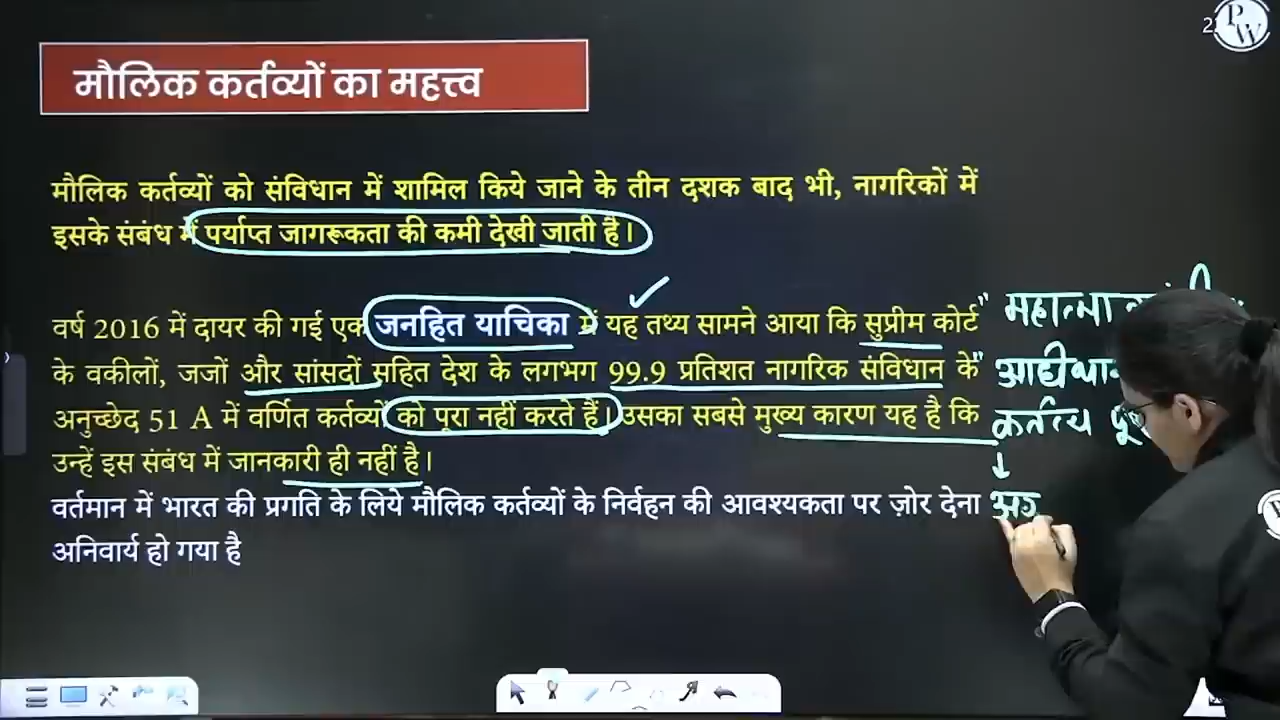 मौलिक कर्तव्यों का महत्त्व
PW
मौलिक कर्तव्यों को संविधान में शामिल किये जाने के तीन दशक बाद भी, नागरिकों में
इसके संबंध में पर्याप्त जागरूकता की कमी देखी जाती है।
वर्ष 2016 में दायर की गई एक जनहित याचिका में यह तथ्य सामने आया कि सुप्रीम कोर्ट
के वकीलों, जजों और सांसदों सहित देश के लगभग 99.9 प्रतिशत नागरिक संविधान के
अनुच्छेद 51 A में वर्णित कर्तव्यों को पूरा नहीं करते हैं। उसका सबसे मुख्य कारण यह है कि
उन्हें इस संबंध में जानकारी ही नहीं है।
वर्तमान में भारत की प्रगति के लिये मौलिक कर्तव्यों के निर्वहन की आवश्यकता पर ज़ोर देना
अनिवार्य हो गया है
" महात्मा
"
कर्तव्य